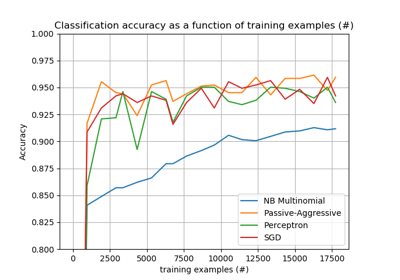 Classification accuracy as a function of training examples (#)
1.000
0.975
0.950
0.925
0.900
0.875
0.850
0.825
0.800
Accuracy
NB Multinomial
Passive-Aggressive
Perceptron
SGD
0 2500 5000 7500 10000 12500 15000 17500
training examples (#)